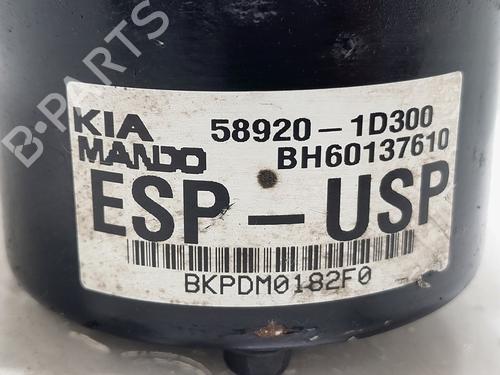 B-PARTS
KIA 58920-1D300
MANDO BH60137610
ESP-USP
BKPDM0182F0